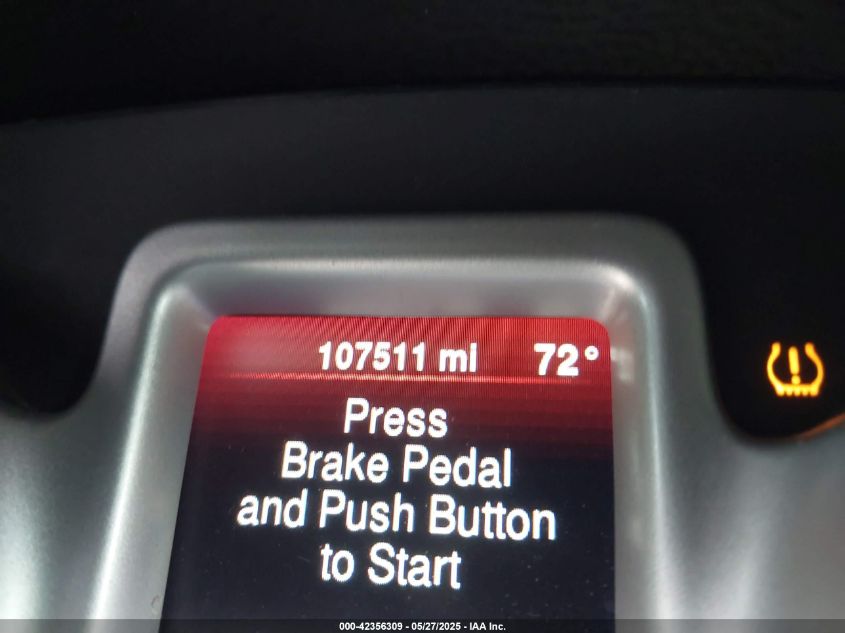 107511 mi 72°
Press
Brake Pedal
and Push Button
to Start
000-42356309 - 05/27/2025 - IAA Inc.